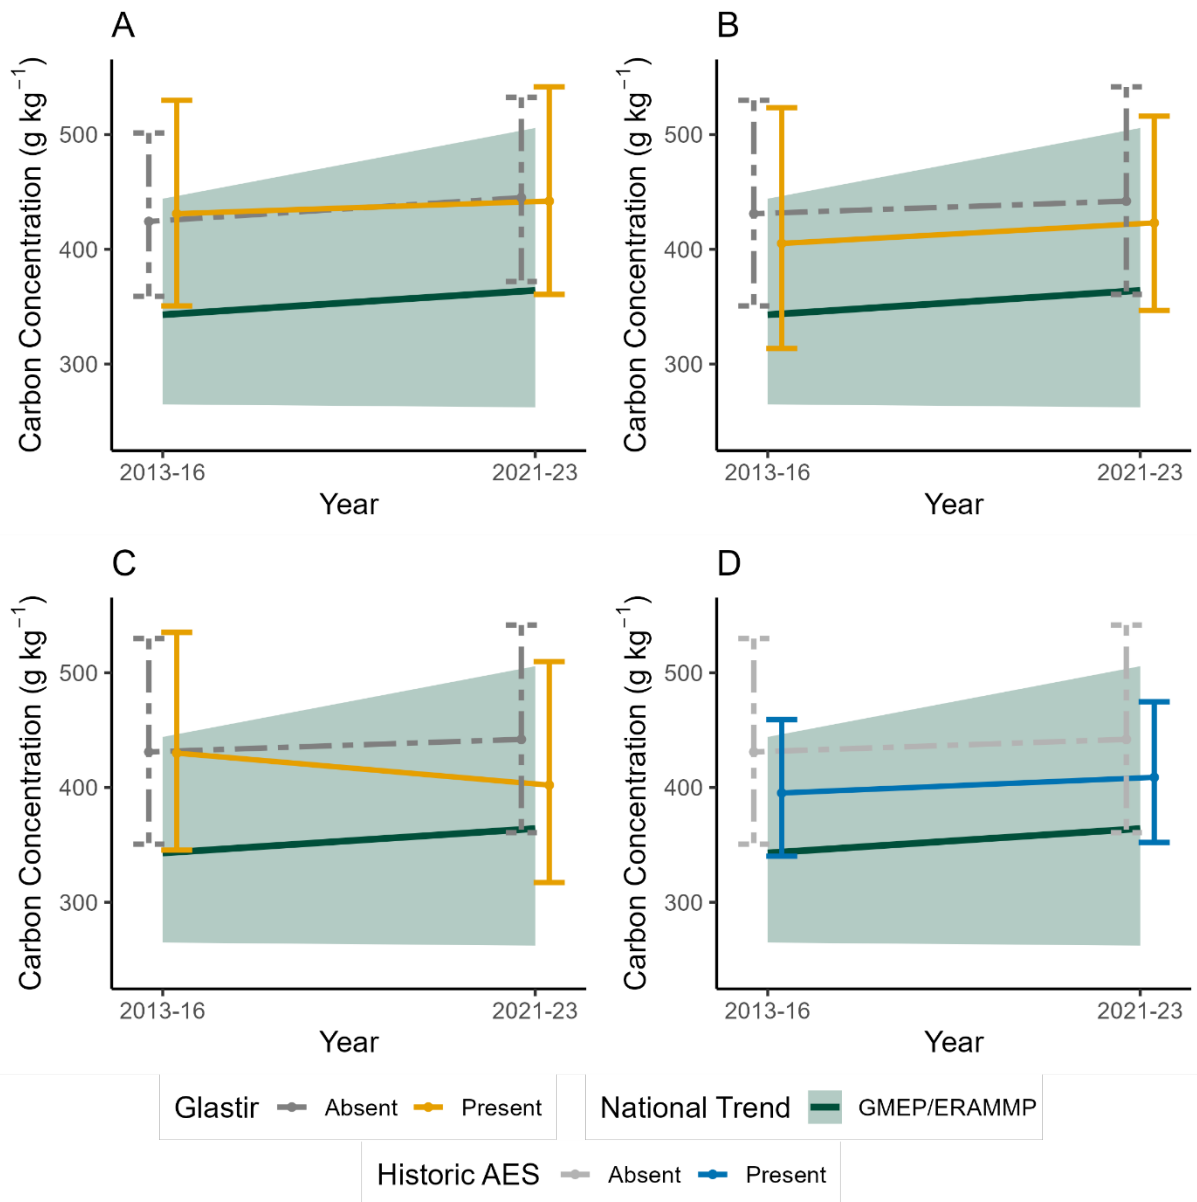 A
B
Carbon Concentration (g kg⁻¹)
500
400
300
2013-16
2021-23
Year
Carbon Concentration (g kg⁻¹)
500
400
300
2013-16
2021-23
Year
C
D
Carbon Concentration (g kg⁻¹)
500
400
300
2013-16
2021-23
Year
Carbon Concentration (g kg⁻¹)
500
400
300
2013-16
2021-23
Year
Glastir Absent Present
National Trend GMEP/ERAMMP
Historic AES Absent Present